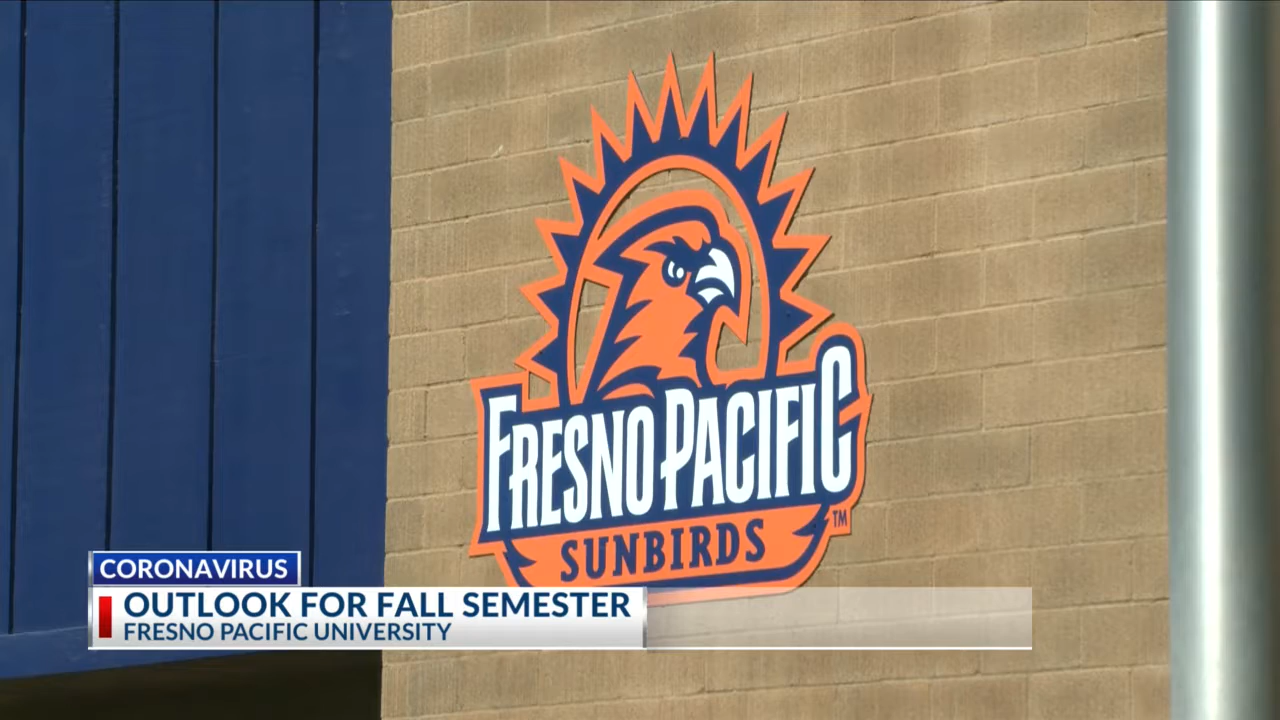 FRESNO PACIFIC
SUNBIRDS
TM
CORONAVIRUS
OUTLOOK FOR FALL SEMESTER
FRESNO PACIFIC UNIVERSITY